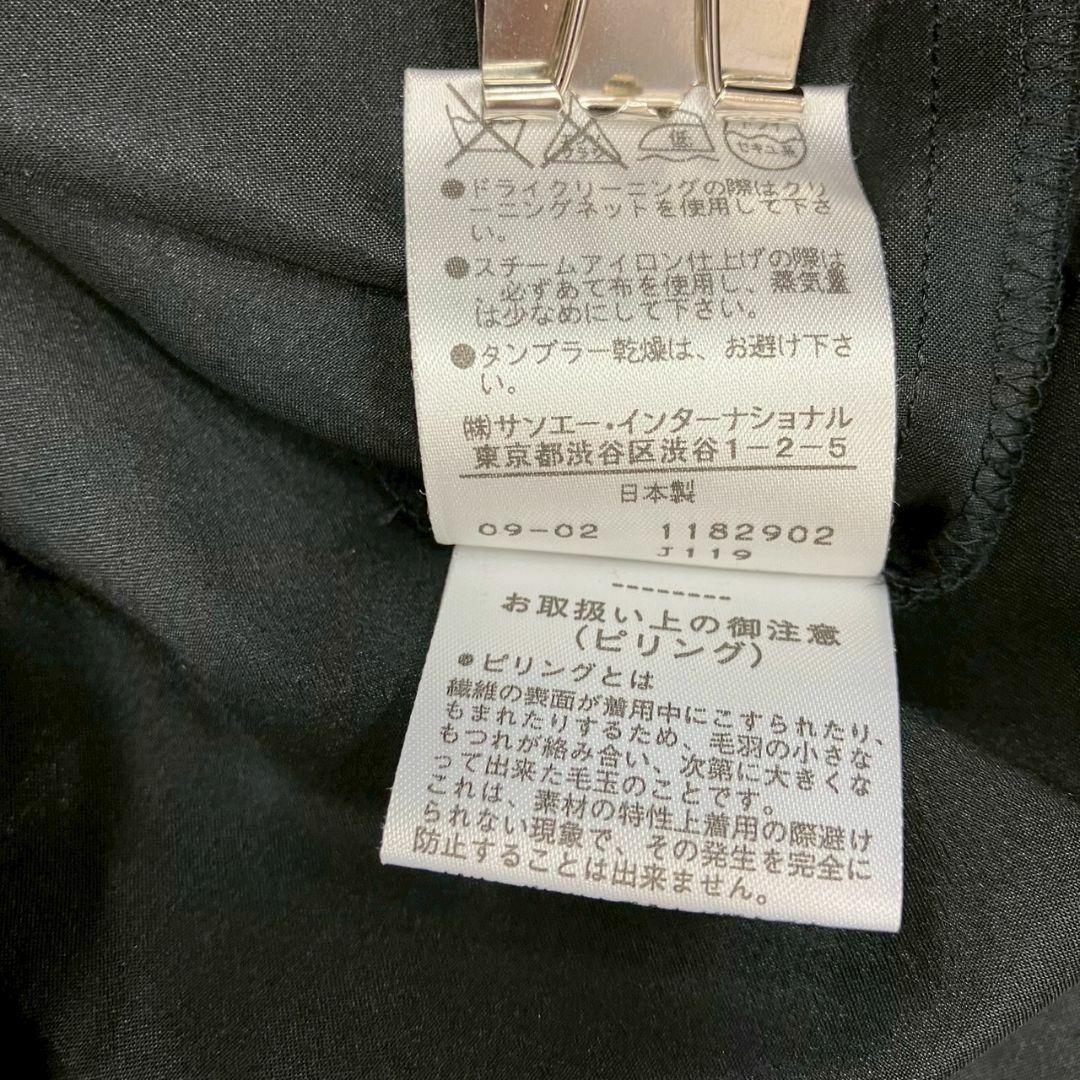 低
セキユ系
●ドライクリーニングの際はクリ
ーニングネットを使用して下さ
い。
●スチームアイロン仕上げの際は
、必ずあて布を使用し、蒸気量
は少なめにして下さい。
●タンブラー乾燥は、お避け下さ
い。
㈱サンエー・インターナショナル
東京都渋谷区渋谷1-2-5
日本製
09-02 1182902
J119
--------
お取扱い上の御注意
(ピリング)
●ピリングとは
繊維の表面が着用中にこすられたり、
もまれたりするため、毛羽の小さな
もつれが絡み合い、次第に大きくな
って出来た毛玉のことです。
これは、素材の特性上着用の際避け
られない現象で、その発生を完全に
防止することは出来ません。